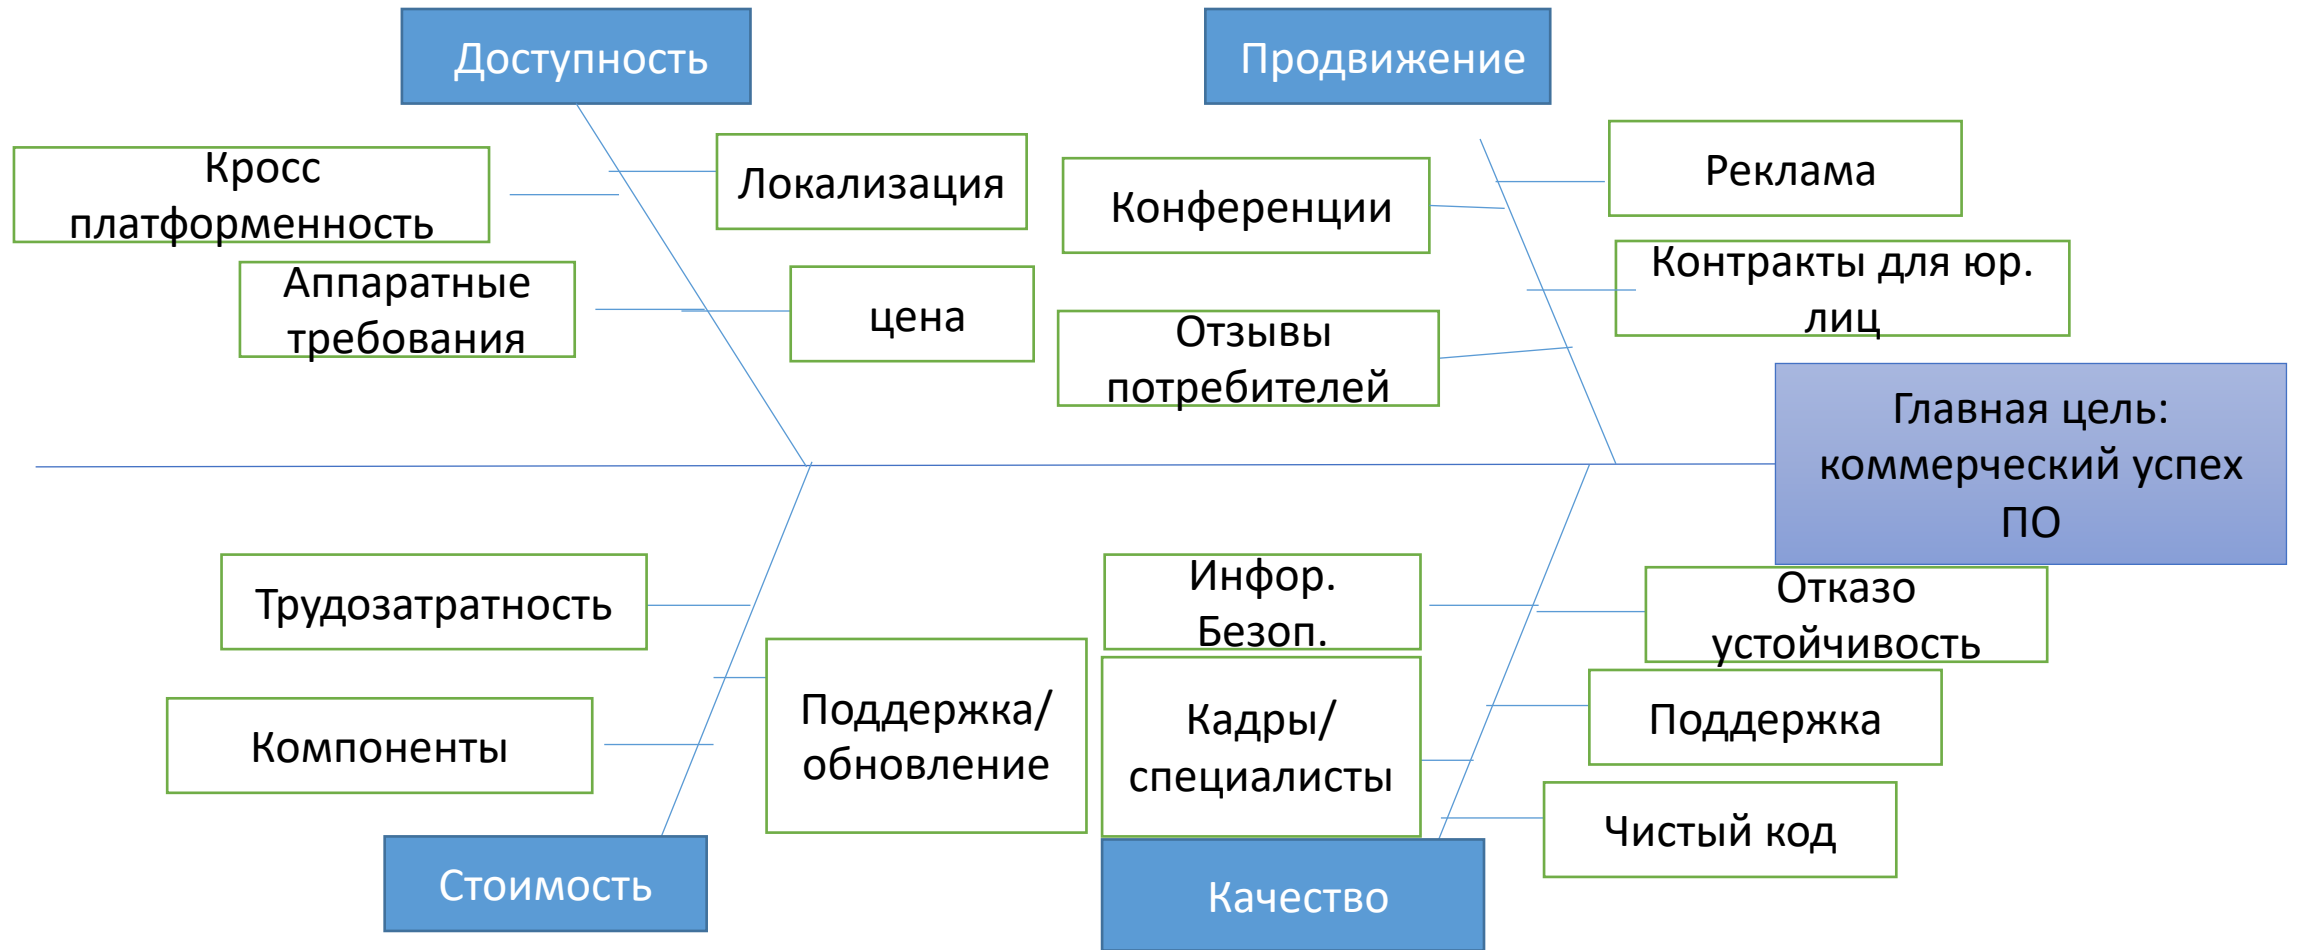 Доступность
Продвижение
Кросс
платформенность
Локализация
Конференции
Реклама
Аппаратные
требования
цена
Отзывы
потребителей
Контракты для юр.
лиц
Главная цель:
коммерческий успех
ПО
Трудозатратность
Компоненты
Поддержка/
обновление
Инфор.
Безоп.
Кадры/
специалисты
Отказо
устойчивость
Поддержка
Чистый код
Стоимость
Качество